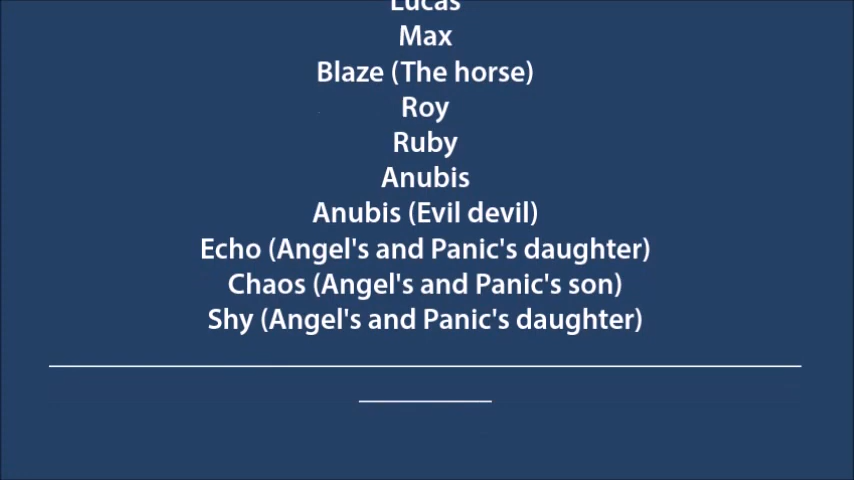 Lucas
Max
Blaze (The horse)
Roy
Ruby
Anubis
Anubis (Evil devil)
Echo (Angel's and Panic's daughter)
Chaos (Angel's and Panic's son)
Shy (Angel's and Panic's daughter)